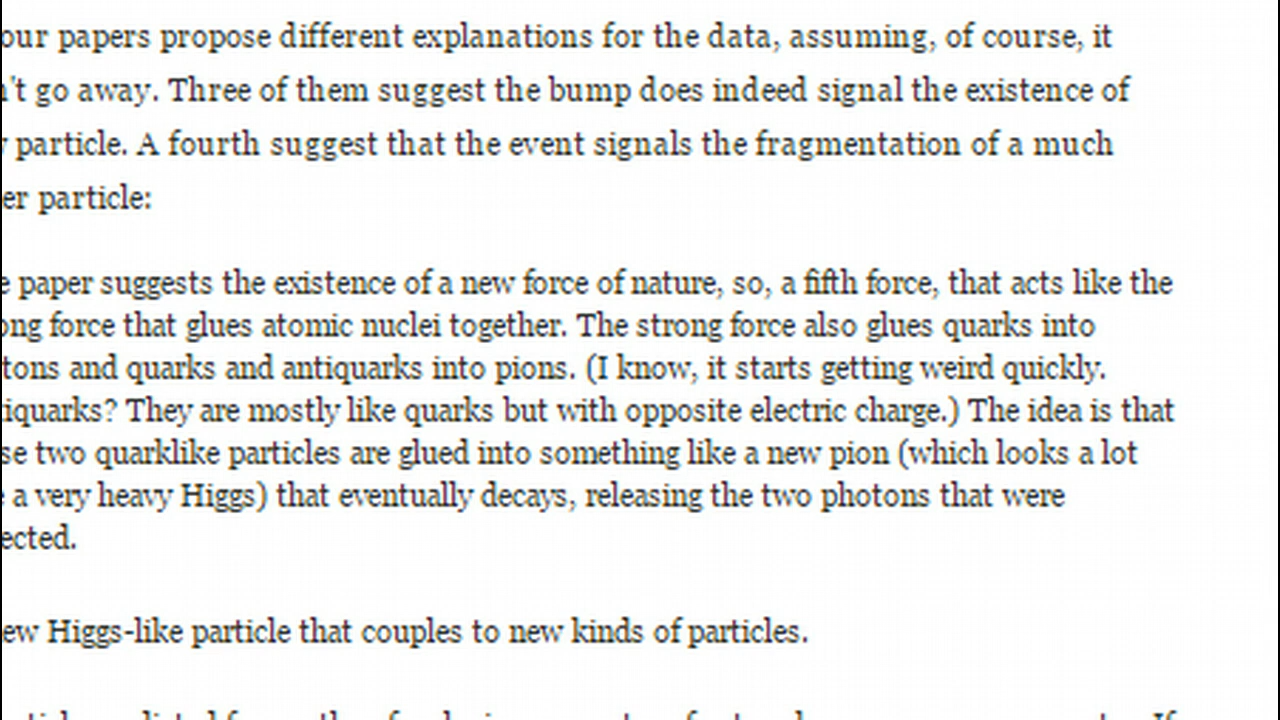 our papers propose different explanations for the data, assuming, of course, it
n't go away. Three of them suggest the bump does indeed signal the existence of
particle. A fourth suggest that the event signals the fragmentation of a much
er particle:
e paper suggests the existence of a new force of nature, so, a fifth force, that acts like the
ong force that glues atomic nuclei together. The strong force also glues quarks into
tons and quarks and antiquarks into pions. (I know, it starts getting weird quickly.
iquarks? They are mostly like quarks but with opposite electric charge.) The idea is that
se two quarklike particles are glued into something like a new pion (which looks a lot
a very heavy Higgs) that eventually decays, releasing the two photons that were
ected.
ew Higgs-like particle that couples to new kinds of particles.